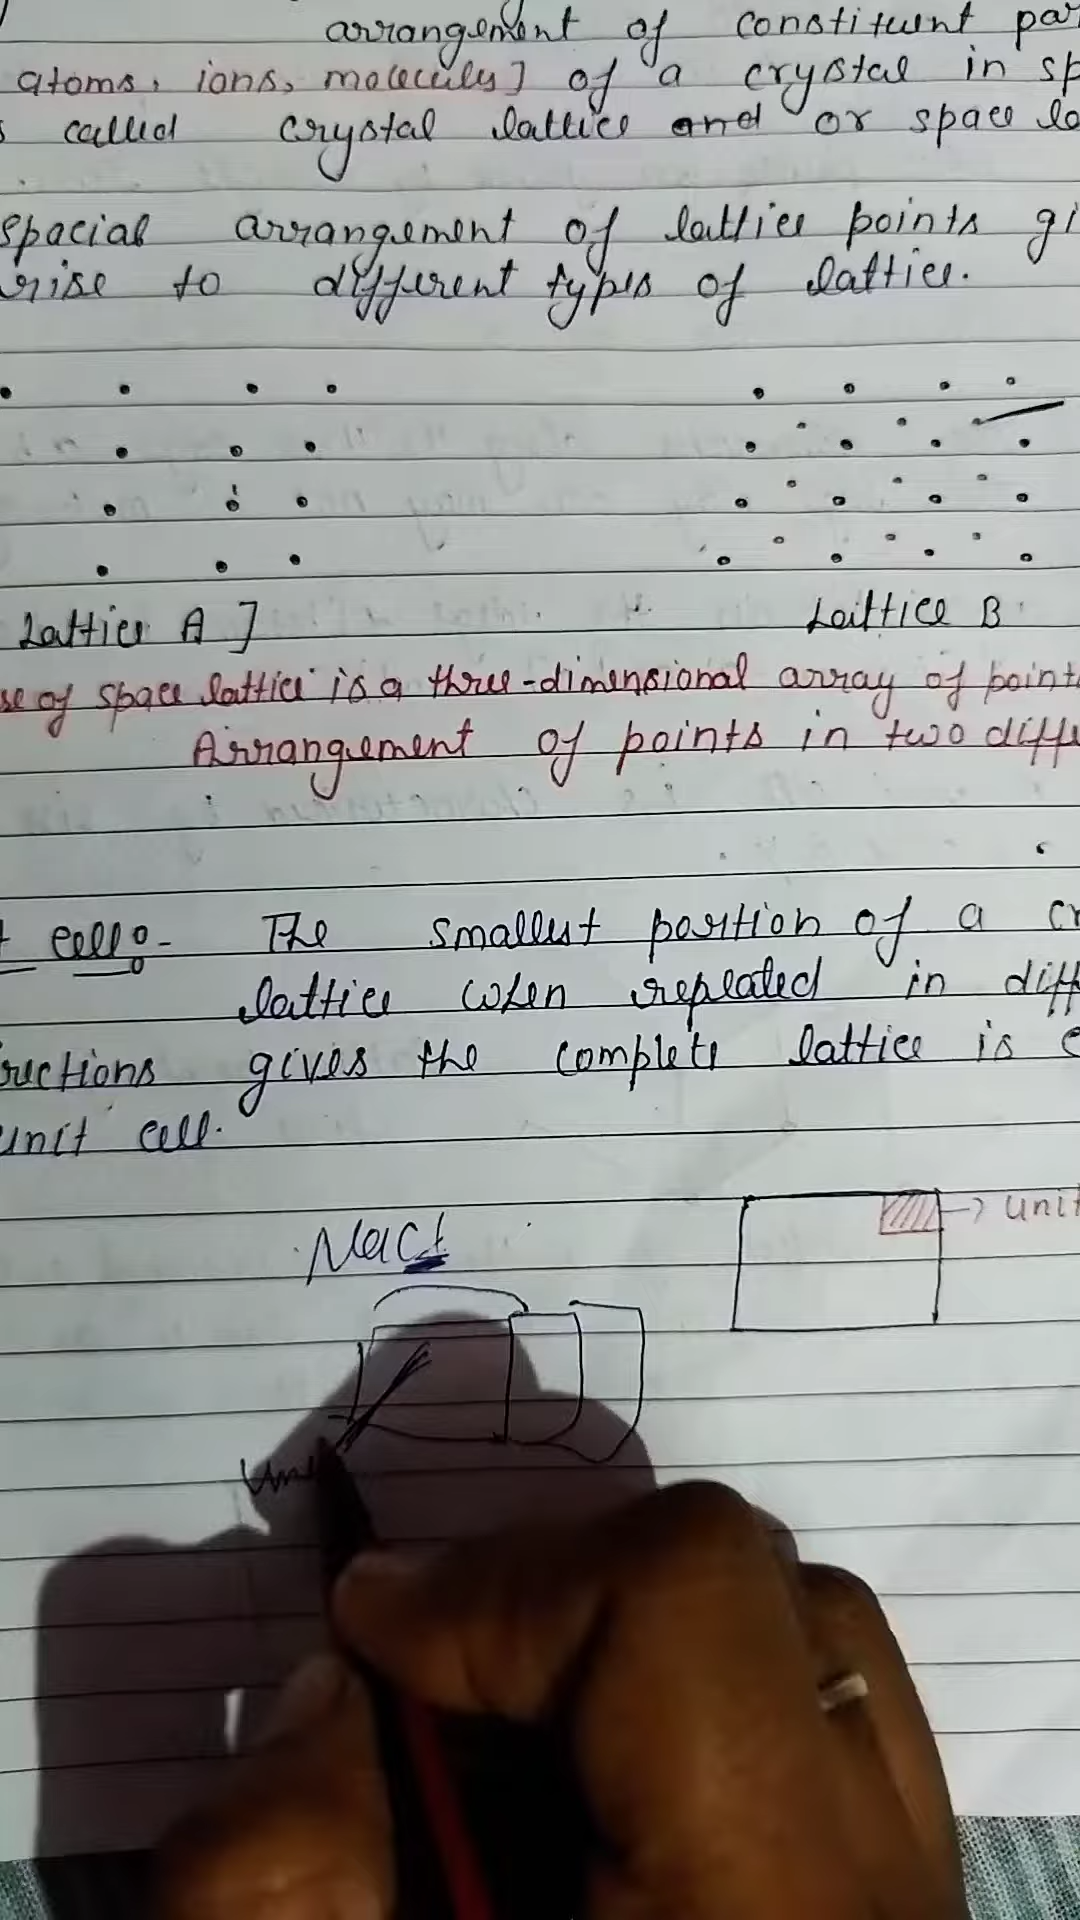 arrangement of constituent par
atoms, ions, molecules] of a crystal in sp
s called crystal lattice and or space la
spacial arrangement of lattice points gi
rise to different types of lattice.
Lattice A ]
Lattice B
se of space lattice is a three-dimensional array of point
Arrangement of points in two diffe
t cell:- The smallest portion of a cr
lattice when repeated in diff
rections gives the complete lattice is c
unit cell.
→ unit
NaCl